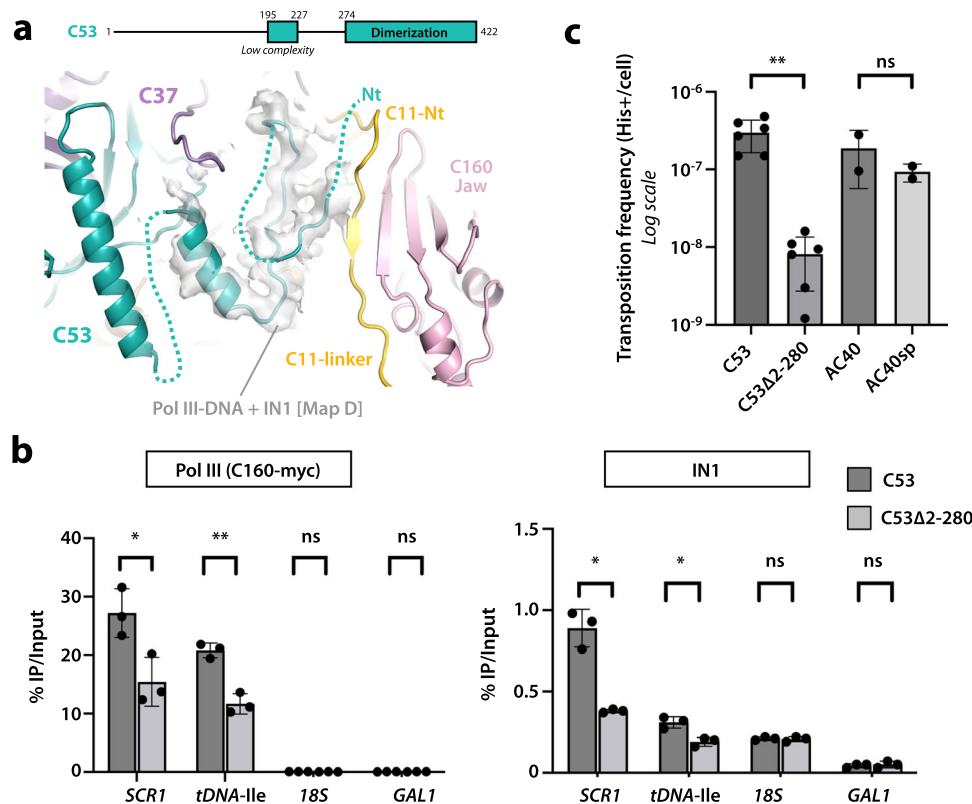 a
C53
1
195
227
274
Dimerization
422
Low complexity
C37
Nt
C11-Nt
C160
Jaw
C53
C11-linker
Pol III-DNA + IN1 [Map D]
c
Transposition frequency (His+/cell)
Log scale
**
ns
10-6
10-7
10-8
10-9
C53
C53Δ2-280
AC40
AC40sp
b
Pol III (C160-myc)
% IP/Input
40
30
20
10
0
*
**
ns
ns
SCR1
tDNA-Ile
18S
GAL1
IN1
% IP/Input
1.5
1.0
0.5
0
*
*
ns
ns
SCR1
tDNA-Ile
18S
GAL1
C53
C53Δ2-280